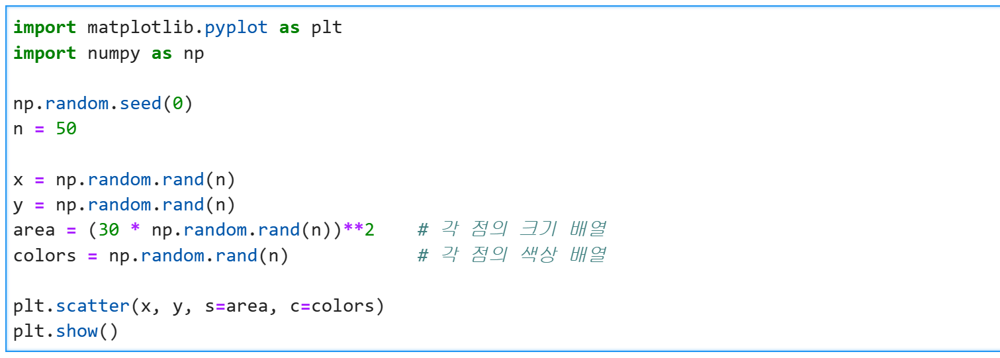 import matplotlib.pyplot as plt
import numpy as np
np.random.seed(0)
n = 50
x = np.random.rand(n)
y = np.random.rand(n)
area = (30 * np.random.rand(n))**2    # 각 점의 크기 배열
colors = np.random.rand(n)            # 각 점의 색상 배열
plt.scatter(x, y, s=area, c=colors)
plt.show()